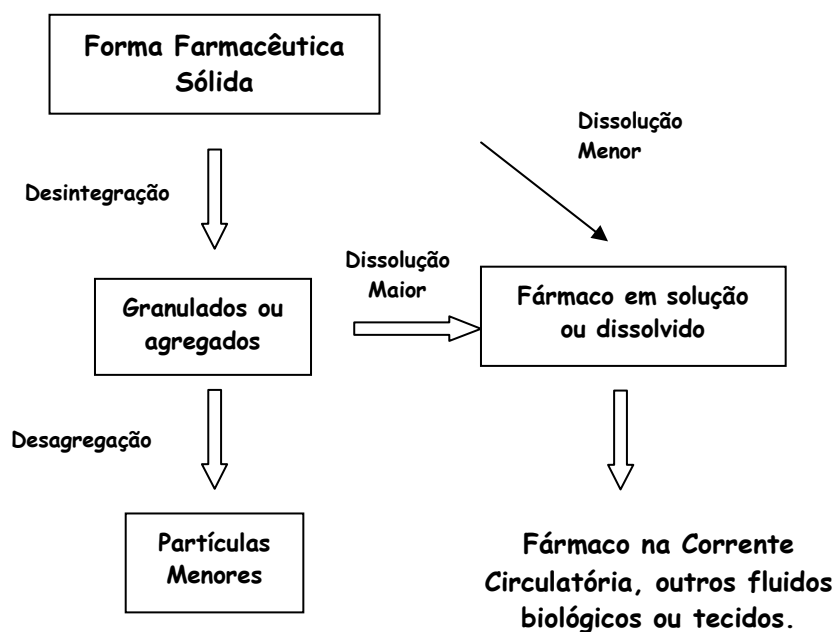 Forma Farmacêutica
Sólida
Dissolução
Menor
Desintegração
Dissolução
Maior
Granulados ou
agregados
Fármaco em solução
ou dissolvido
Desagregação
Partículas
Menores
Fármaco na Corrente
Circulatória, outros fluidos
biológicos ou tecidos.